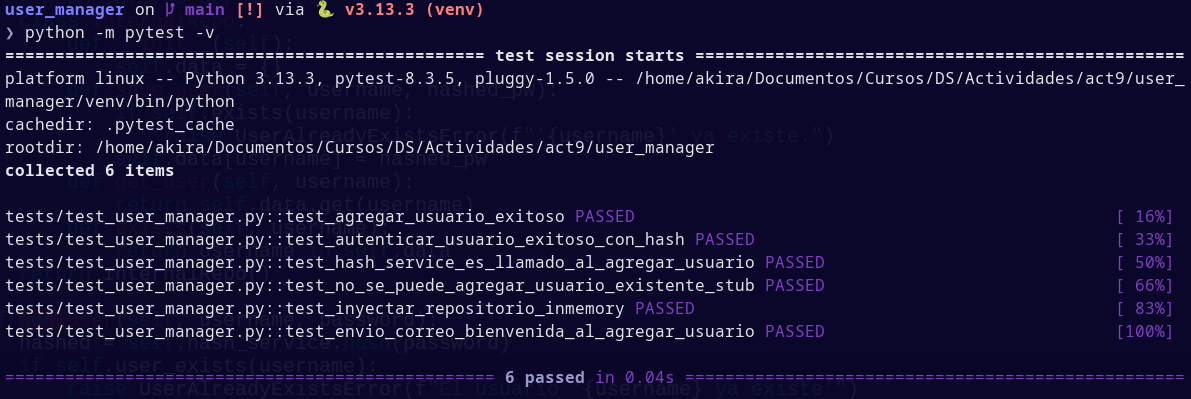 user_manager on main [!] via 🐍 v3.13.3 (venv)
❯ python -m pytest -v
================================================ test session starts =================================================
platform linux -- Python 3.13.3, pytest-8.3.5, pluggy-1.5.0 -- /home/akira/Documentos/Cursos/DS/Actividades/act9/user_
manager/venv/bin/python
cachedir: .pytest_cache
rootdir: /home/akira/Documentos/Cursos/DS/Actividades/act9/user_manager
collected 6 items
tests/test_user_manager.py::test_agregar_usuario_exitoso PASSED [ 16%]
tests/test_user_manager.py::test_autenticar_usuario_exitoso_con_hash PASSED [ 33%]
tests/test_user_manager.py::test_hash_service_es_llamado_al_agregar_usuario PASSED [ 50%]
tests/test_user_manager.py::test_no_se_puede_agregar_usuario_existente_stub PASSED [ 66%]
tests/test_user_manager.py::test_inyectar_repositorio_inmemory PASSED [ 83%]
tests/test_user_manager.py::test_envio_correo_bienvenida_al_agregar_usuario PASSED [100%]
================================================= 6 passed in 0.04s ==================================================